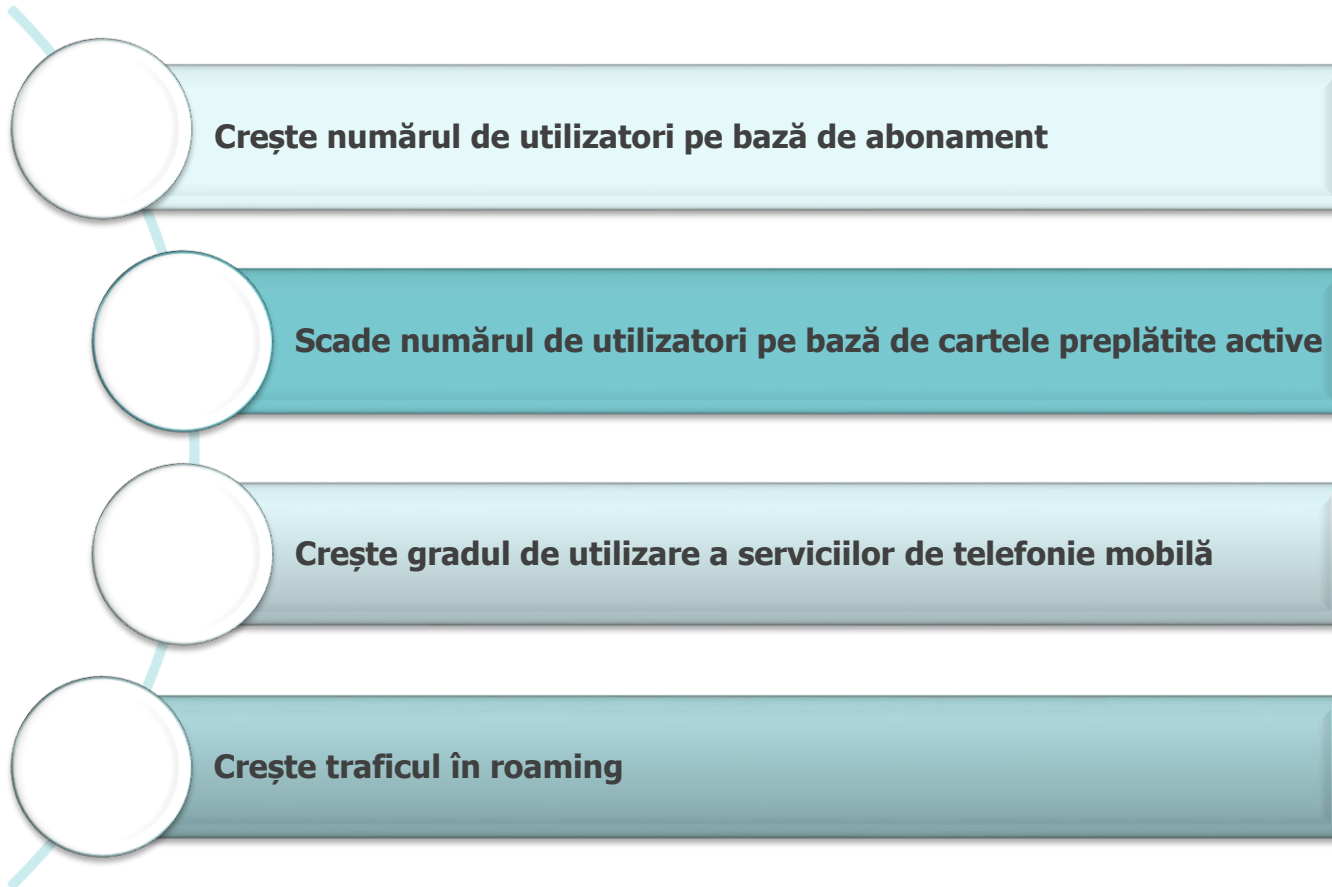 Crește numărul de utilizatori pe bază de abonament
Scade numărul de utilizatori pe bază de cartele preplătite active
Crește gradul de utilizare a serviciilor de telefonie mobilă
Crește traficul în roaming